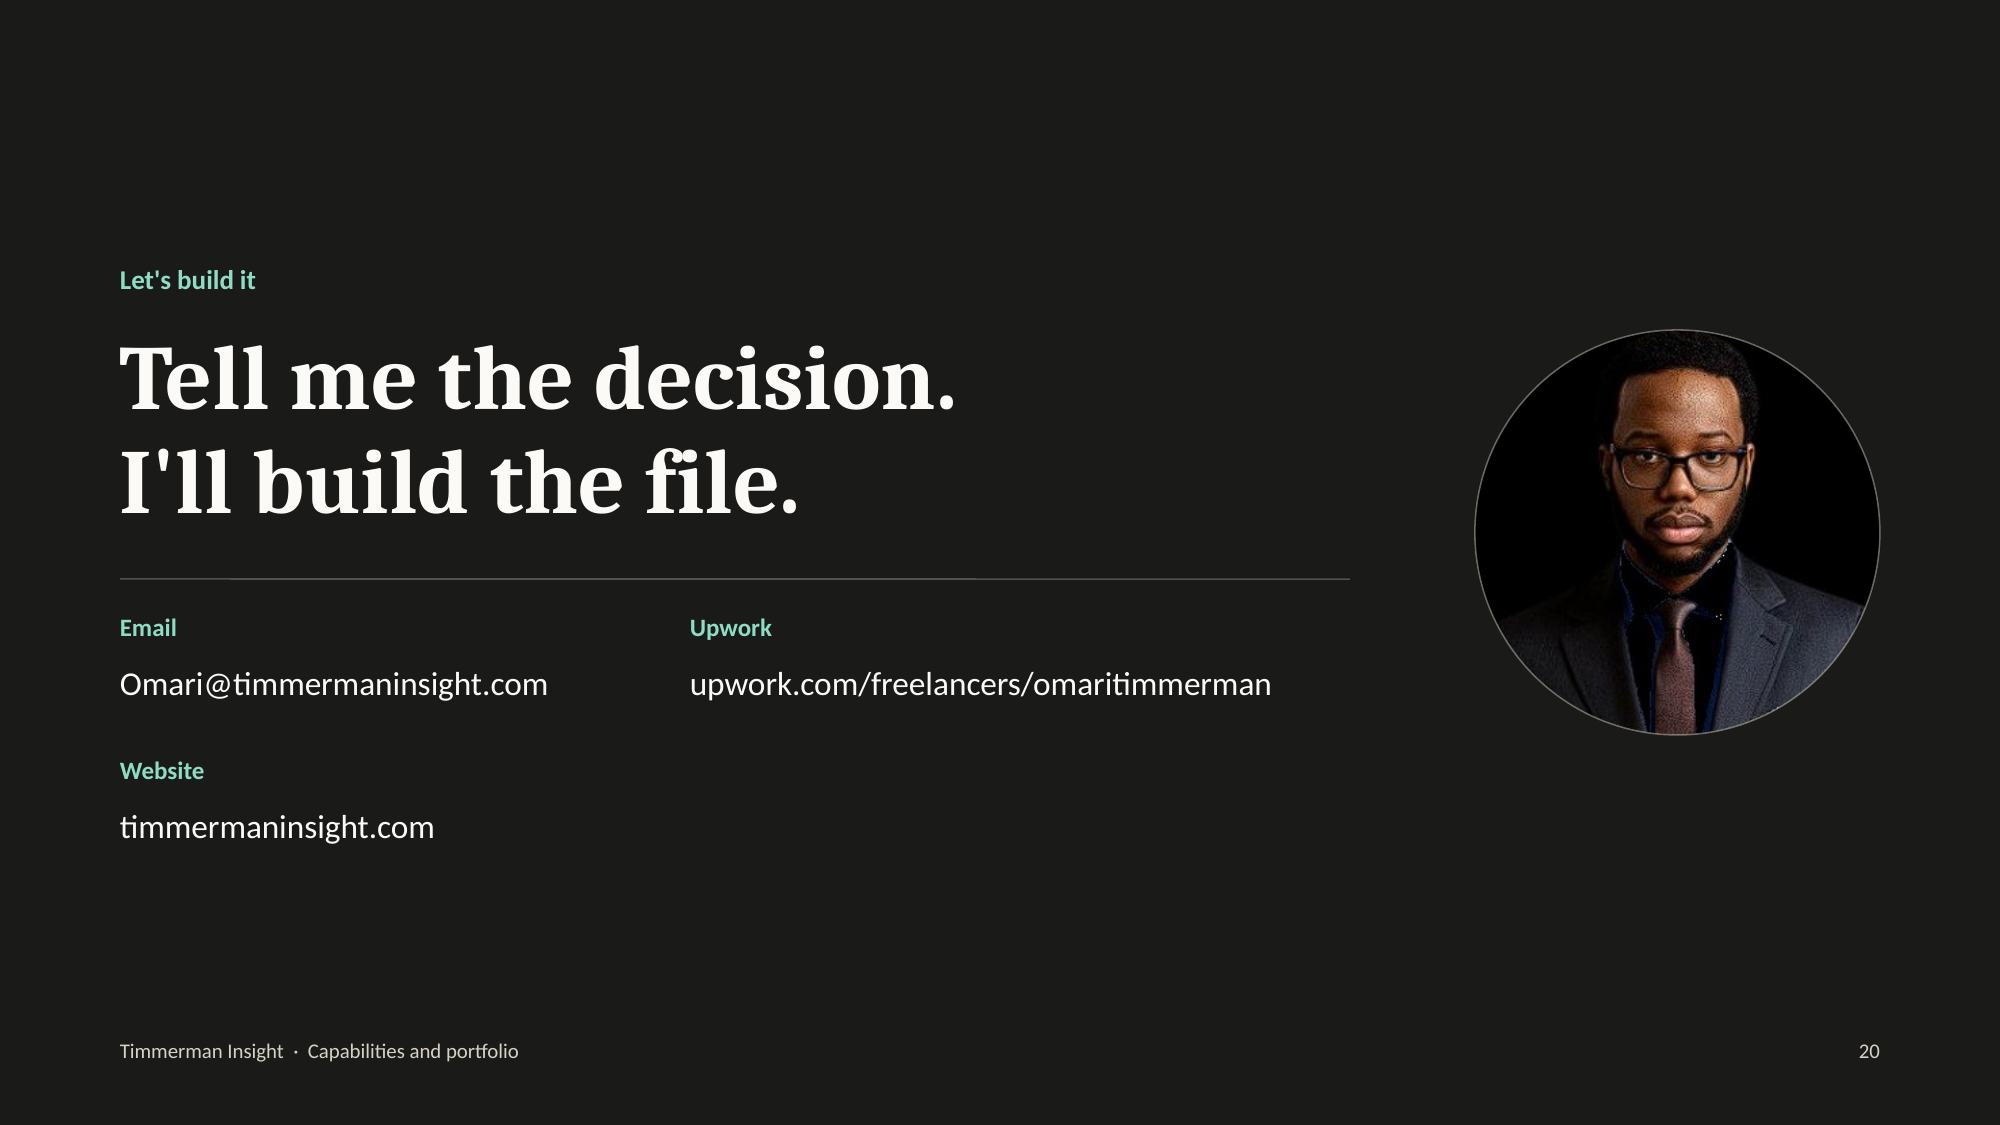 Let's build it
Tell me the decision.
I'll build the file.
Email
Omari@timmermaninsight.com
Upwork
upwork.com/freelancers/omaritimmerman
Website
timmermaninsight.com
Timmerman Insight · Capabilities and portfolio
20